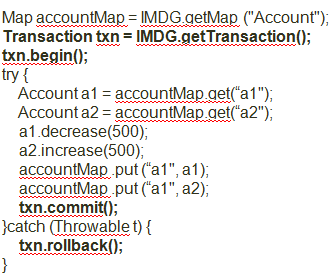 Map accountMap = IMDG.getMap ("Account");
Transaction txn = IMDG.getTransaction();
txn.begin();
try {
Account a1 = accountMap.get(“a1");
Account a2 = accountMap.get(“a2");
a1.decrease(500);
a2.increase(500);
accountMap .put (“a1", a1);
accountMap .put (“a1", a2);
txn.commit();
}catch (Throwable t) {
txn.rollback();
}